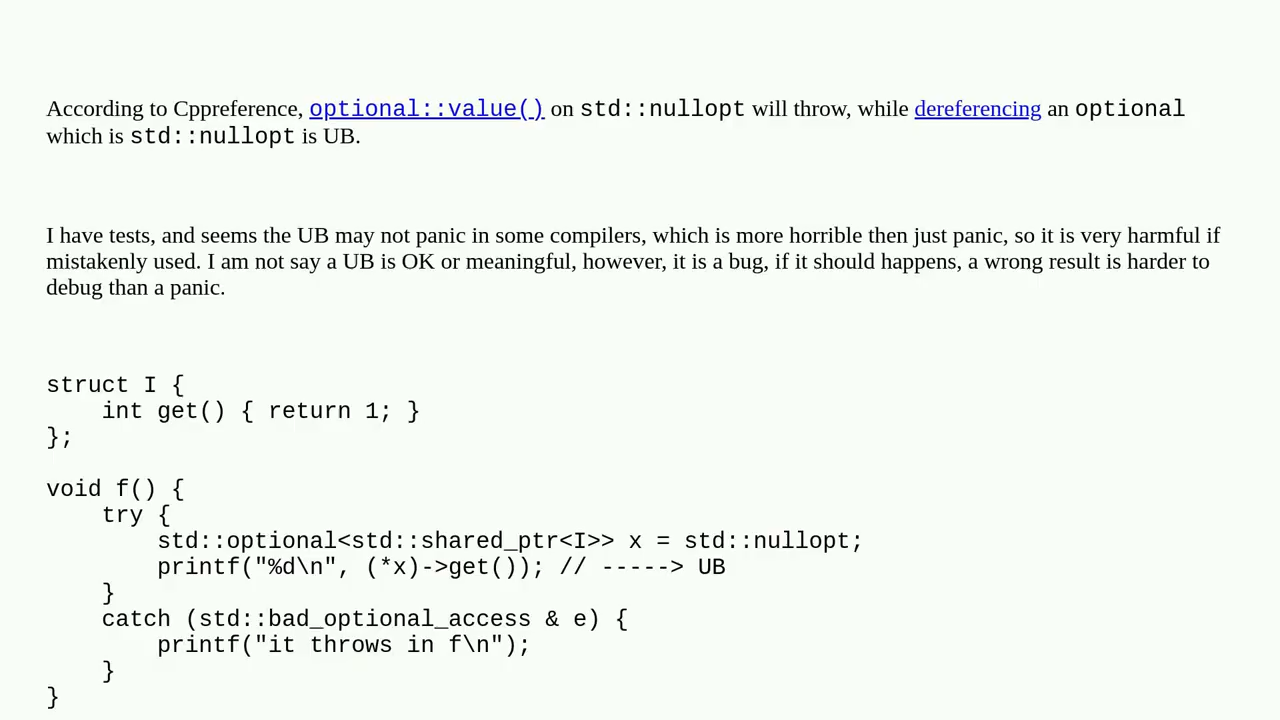 According to Cppreference, optional::value() on std::nullopt will throw, while dereferencing an optional
which is std::nullopt is UB.
I have tests, and seems the UB may not panic in some compilers, which is more horrible then just panic, so it is very harmful if
mistakenly used. I am not say a UB is OK or meaningful, however, it is a bug, if it should happens, a wrong result is harder to
debug than a panic.
struct I {
    int get() { return 1; }
};
void f() {
    try {
        std::optional<std::shared_ptr<I>> x = std::nullopt;
        printf("%d\n", (*x)->get()); // -----> UB
    }
    catch (std::bad_optional_access & e) {
        printf("it throws in f\n");
    }
}